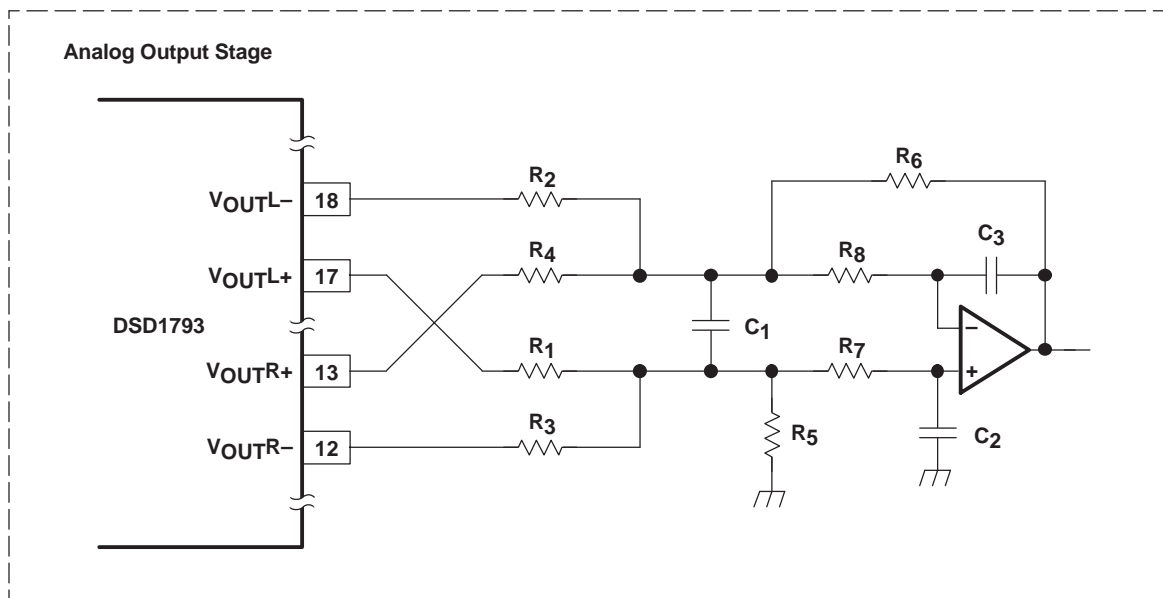 Analog Output Stage
R6
R2
VOUTL–
18
C3
R4
R8
VOUTL+
17
–
C1
DSD1793
R1
R7
VOUTR+
13
+
R3
R5
C2
VOUTR–
12